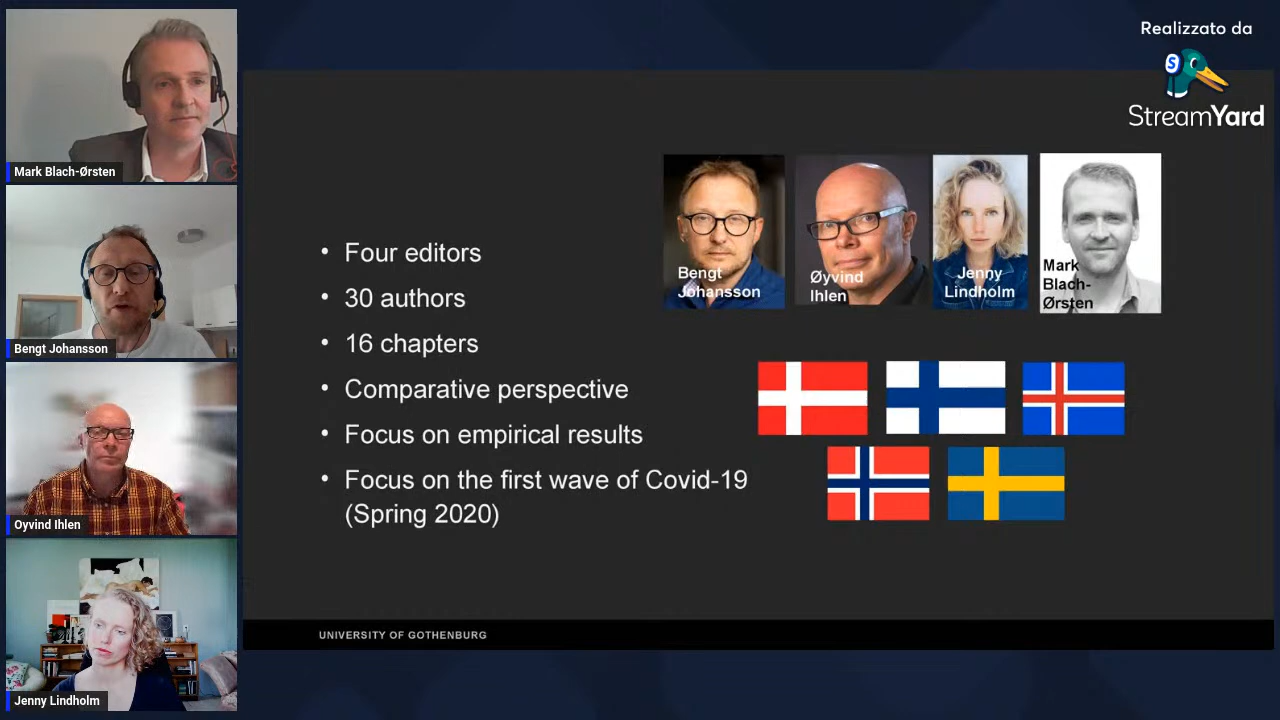 Realizzato da
S
StreamYard
Mark Blach-Ørsten
Bengt Johansson
Oyvind Ihlen
Jenny Lindholm
Bengt
Johansson
Øyvind
Ihlen
Jenny
Lindholm
Mark
Blach-
Ørsten
• Four editors
• 30 authors
• 16 chapters
• Comparative perspective
• Focus on empirical results
• Focus on the first wave of Covid-19
(Spring 2020)
UNIVERSITY OF GOTHENBURG